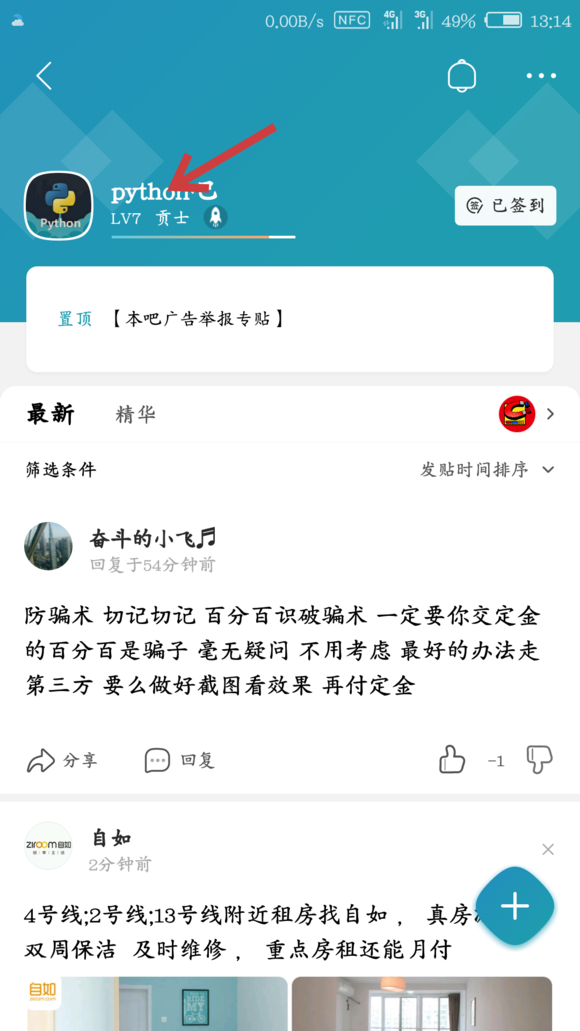 0.00B/s NFC 4G 3G 49% 13:14
Python
python 已
LV7 贡士
签 已签到
置顶 【本吧广告举报专贴】
最新 精华
筛选条件 发贴时间排序
奋斗的小飞♬
回复于54分钟前
防骗术 切记切记 百分百识破骗术 一定要你交定金
的百分百是骗子 毫无疑问 不用考虑 最好的办法走
第三方 要么做好截图看效果 再付定金
分享 回复 -1
ziroom自如
自如
2分钟前
4号线;2号线;13号线附近租房找自如 ， 真房
双周保洁 及时维修 ， 重点房租还能月付
自如
ziroom.com
RIDE
MY